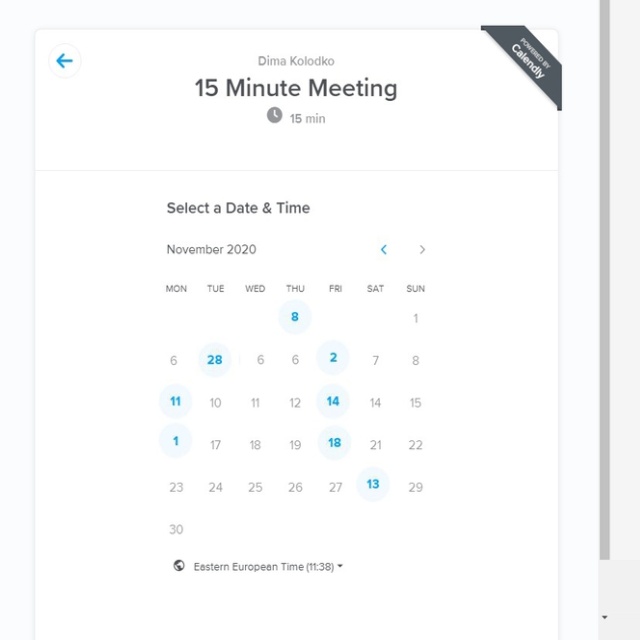 POWERED BY
Calendly
Dima Kolodko
15 Minute Meeting
15 min
Select a Date & Time
November 2020
MON TUE WED THU FRI SAT SUN
8 1
6 28 6 6 2 7 8
11 10 11 12 14 14 15
1 17 18 19 18 21 22
23 24 25 26 27 13 29
30
Eastern European Time (11:38)